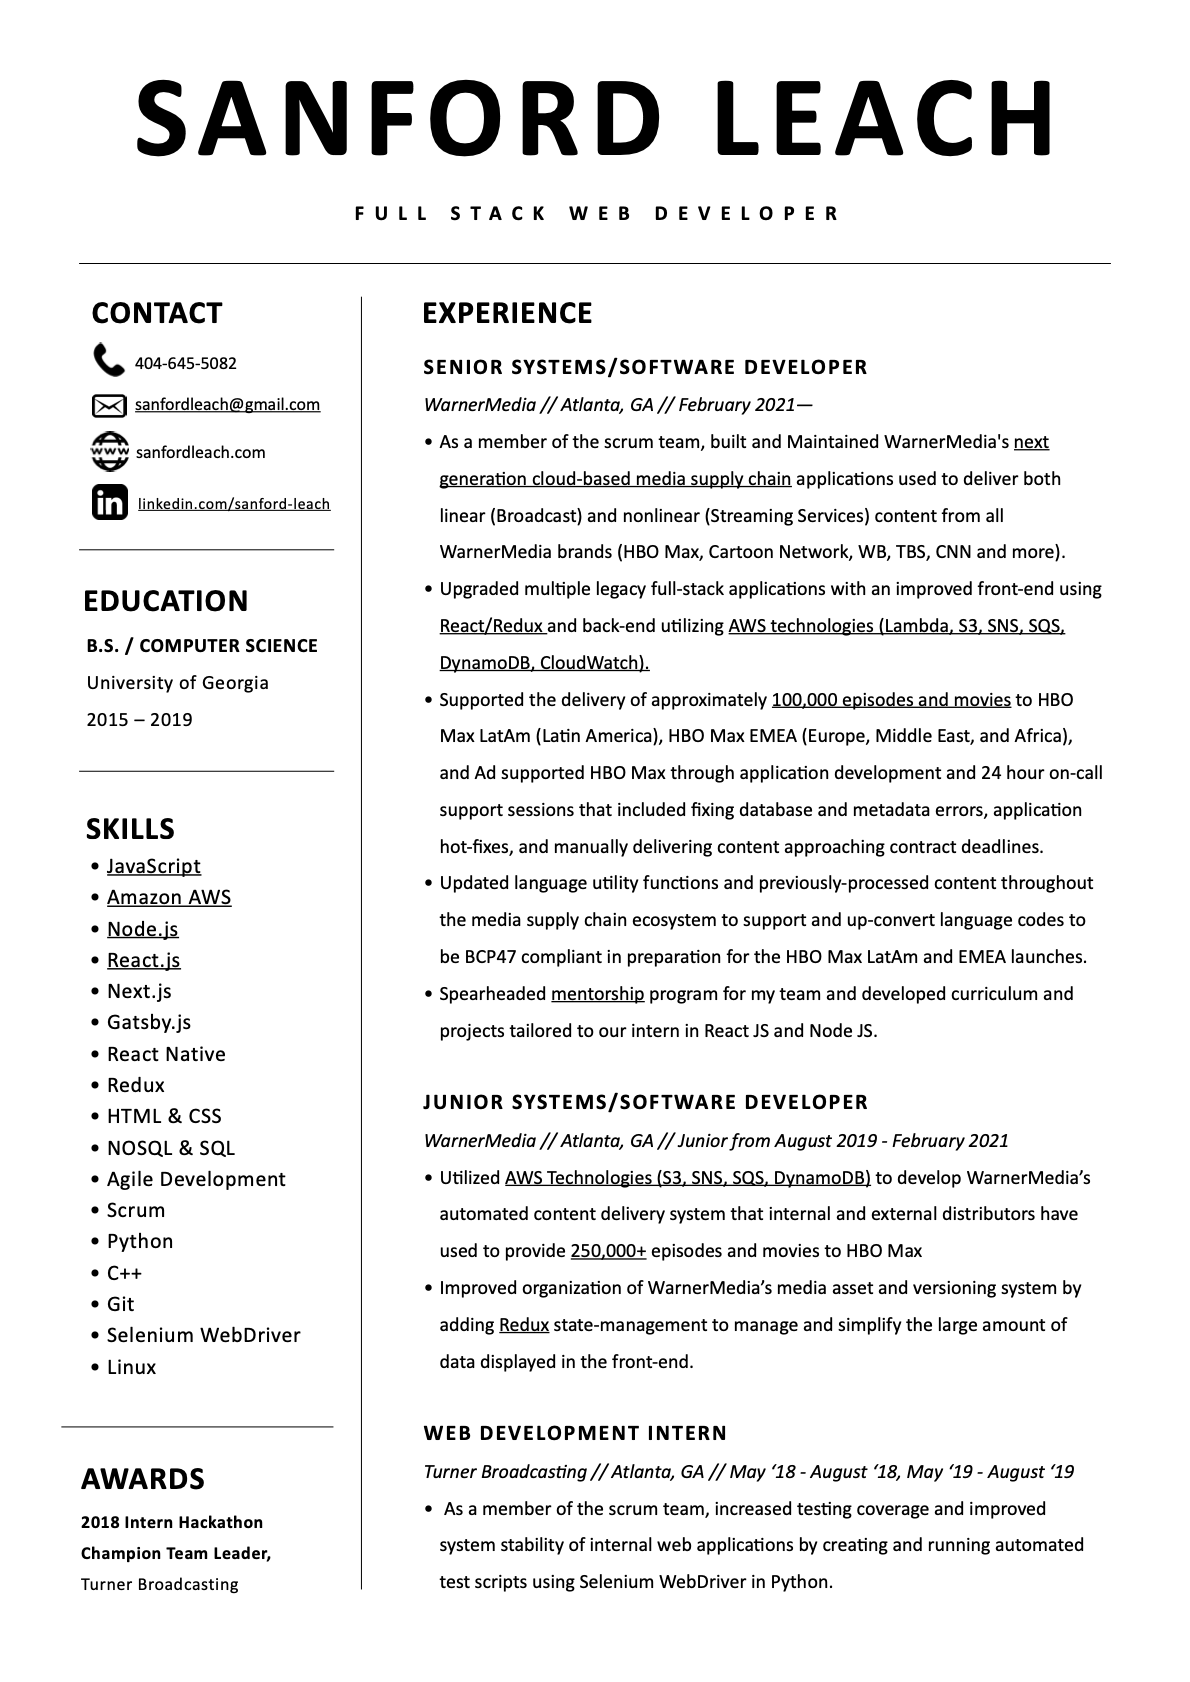 SANFORD LEACH
FULL STACK WEB DEVELOPER
CONTACT
404-645-5082
sanfordleach@gmail.com
www
sanfordleach.com
in
linkedin.com/sanford-leach
EDUCATION
B.S. / COMPUTER SCIENCE
University of Georgia
2015 – 2019
SKILLS
• JavaScript
• Amazon AWS
• Node.js
• React.js
• Next.js
• Gatsby.js
• React Native
• Redux
• HTML & CSS
• NOSQL & SQL
• Agile Development
• Scrum
• Python
• C++
• Git
• Selenium WebDriver
• Linux
AWARDS
2018 Intern Hackathon
Champion Team Leader,
Turner Broadcasting
EXPERIENCE
SENIOR SYSTEMS/SOFTWARE DEVELOPER
WarnerMedia // Atlanta, GA // February 2021—
• As a member of the scrum team, built and Maintained WarnerMedia's next
generation cloud-based media supply chain applications used to deliver both
linear (Broadcast) and nonlinear (Streaming Services) content from all
WarnerMedia brands (HBO Max, Cartoon Network, WB, TBS, CNN and more).
• Upgraded multiple legacy full-stack applications with an improved front-end using
React/Redux and back-end utilizing AWS technologies (Lambda, S3, SNS, SQS,
DynamoDB, CloudWatch).
• Supported the delivery of approximately 100,000 episodes and movies to HBO
Max LatAm (Latin America), HBO Max EMEA (Europe, Middle East, and Africa),
and Ad supported HBO Max through application development and 24 hour on-call
support sessions that included fixing database and metadata errors, application
hot-fixes, and manually delivering content approaching contract deadlines.
• Updated language utility functions and previously-processed content throughout
the media supply chain ecosystem to support and up-convert language codes to
be BCP47 compliant in preparation for the HBO Max LatAm and EMEA launches.
• Spearheaded mentorship program for my team and developed curriculum and
projects tailored to our intern in React JS and Node JS.
JUNIOR SYSTEMS/SOFTWARE DEVELOPER
WarnerMedia // Atlanta, GA // Junior from August 2019 - February 2021
• Utilized AWS Technologies (S3, SNS, SQS, DynamoDB) to develop WarnerMedia’s
automated content delivery system that internal and external distributors have
used to provide 250,000+ episodes and movies to HBO Max
• Improved organization of WarnerMedia’s media asset and versioning system by
adding Redux state-management to manage and simplify the large amount of
data displayed in the front-end.
WEB DEVELOPMENT INTERN
Turner Broadcasting // Atlanta, GA // May ‘18 - August ‘18, May ‘19 - August ‘19
• As a member of the scrum team, increased testing coverage and improved
system stability of internal web applications by creating and running automated
test scripts using Selenium WebDriver in Python.